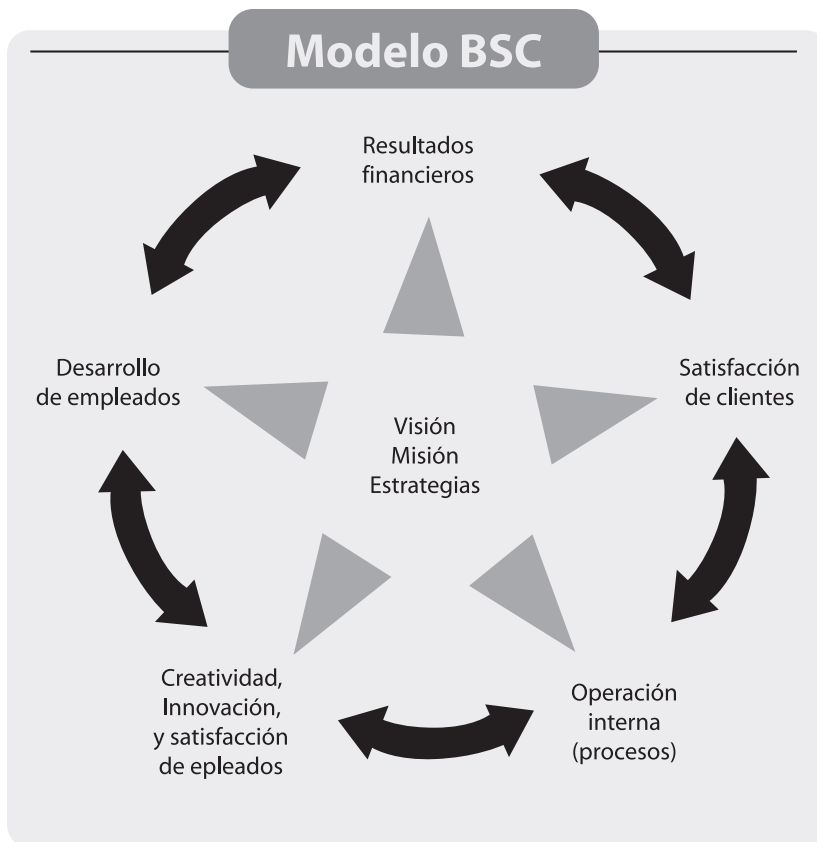 Modelo BSC
Resultados
financieros
Desarrollo
de empleados
Satisfacción
de clientes
Visión
Misión
Estrategias
Creatividad,
Innovación,
y satisfacción
de epleados
Operación
interna
(procesos)